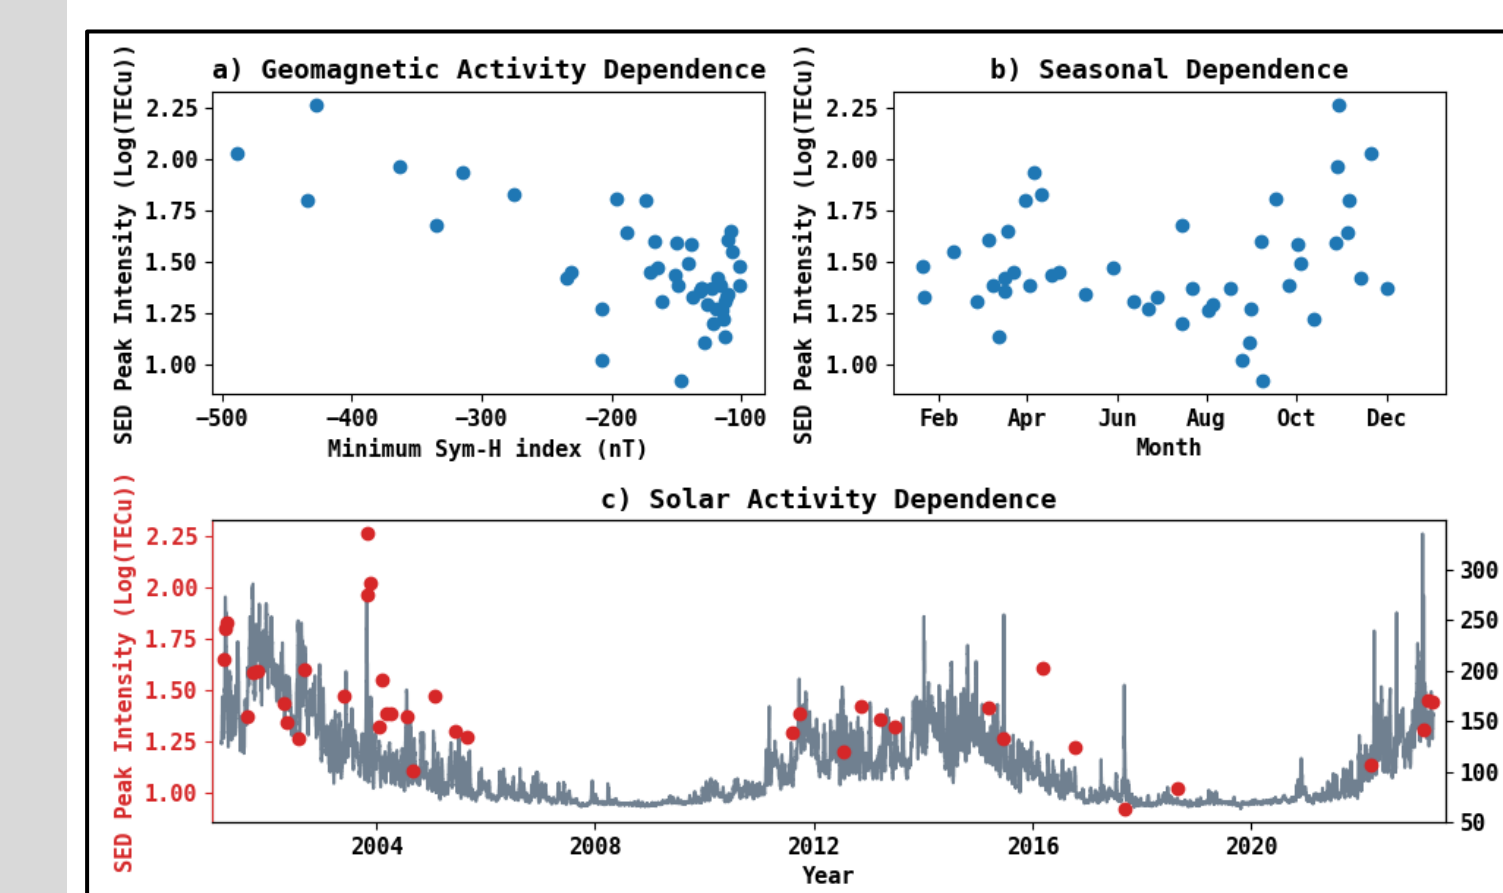 a) Geomagnetic Activity Dependence
SED Peak Intensity (Log(TECu))
2.25
2.00
1.75
1.50
1.25
1.00
−500 −400 −300 −200 −100
Minimum Sym-H index (nT)
b) Seasonal Dependence
SED Peak Intensity (Log(TECu))
2.25
2.00
1.75
1.50
1.25
1.00
Feb Apr Jun Aug Oct Dec
Month
c) Solar Activity Dependence
SED Peak Intensity (Log(TECu))
2.25
2.00
1.75
1.50
1.25
1.00
300
250
200
150
100
50
2004 2008 2012 2016 2020
Year